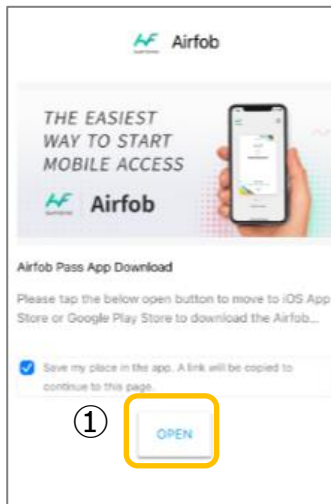 Airfob
THE EASIEST
WAY TO START
MOBILE ACCESS
Airfob
Airfob Pass App Download
Please tap the below open button to move to iOS App
Store or Google Play Store to download the Airfob...
Save my place in the app. A link will be copied to
continue to this page.
①
OPEN